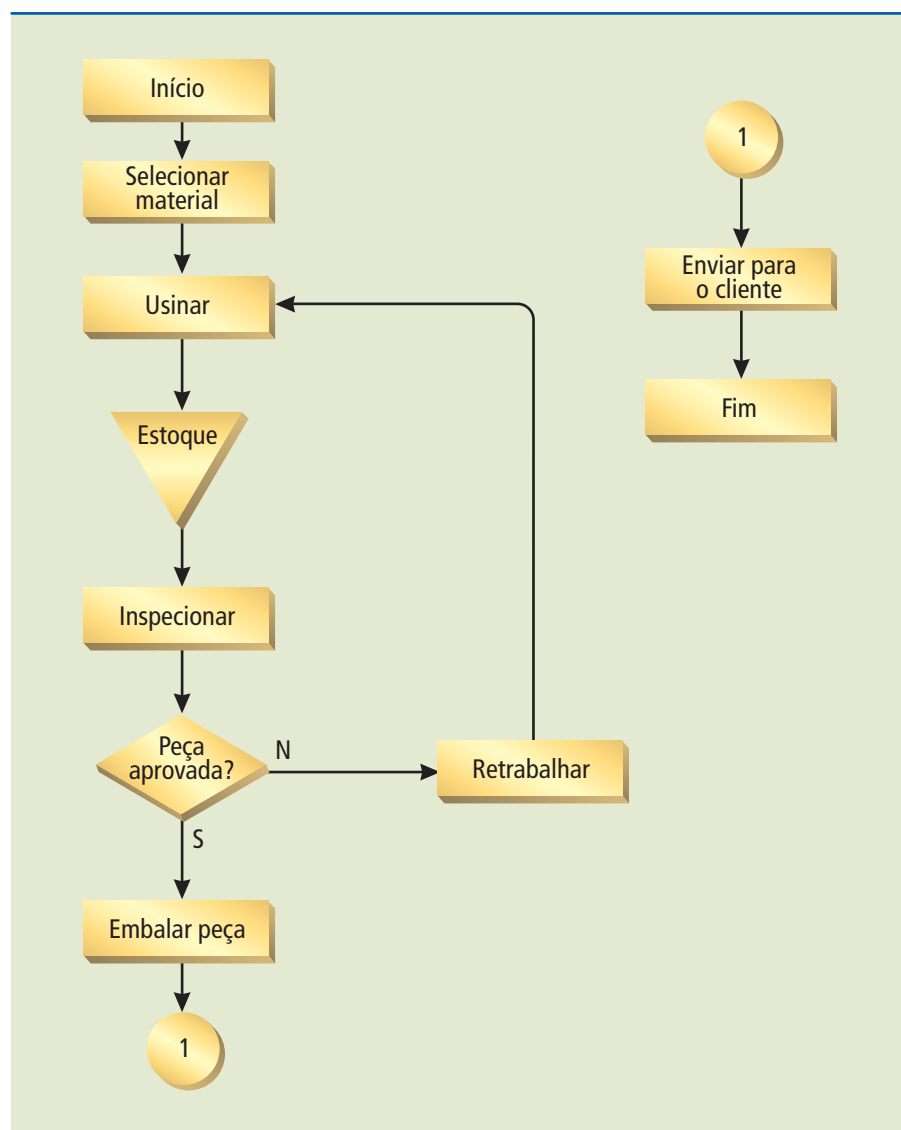 Início
Selecionar
material
Usinar
Estoque
Inspecionar
Peça
aprovada?
N
Retrabalhar
S
Embalar peça
1
1
Enviar para
o cliente
Fim